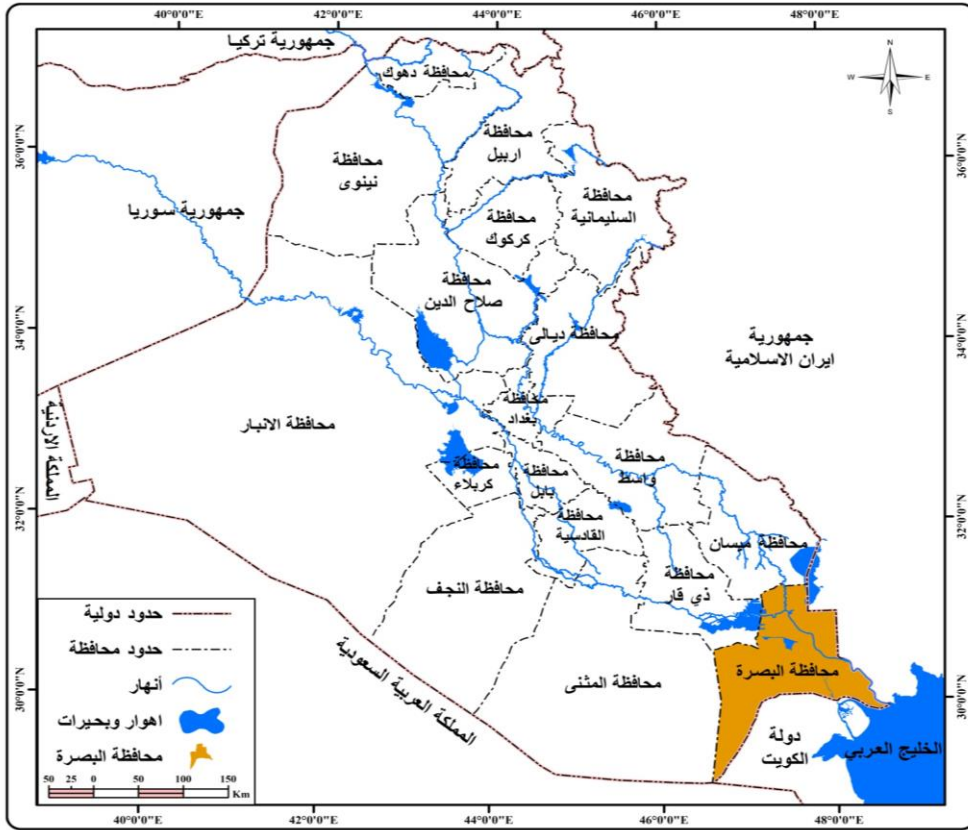 40°0'0"E
42°0'0"E
44°0'0"E
46°0'0"E
48°0'0"E
جمهورية تركيا
N
W
E
S
محافظة دهوك
36°0'0"N
36°0'0"N
محافظة
اربيل
محافظة
نينوى
محافظة
السليمانية
جمهورية سوريا
محافظة
كركوك
محافظة
صلاح الدين
34°0'0"N
34°0'0"N
محافظة ديالى
جمهورية
ايران الاسلامية
محافظة
بغداد
المملكة الاردنية
محافظة الانبار
محافظة
واسط
محافظة
كربلاء
محافظة
بابل
32°0'0"N
32°0'0"N
محافظة
القادسية
محافظة ميسان
محافظة
ذي قار
محافظة النجف
حدود دولية
حدود محافظة
أنهار
اهوار وبحيرات
محافظة البصرة
المملكة العربية السعودية
محافظة المثنى
محافظة البصرة
30°0'0"N
30°0'0"N
دولة
الكويت
الخليج العربي
50 25 0 50 100 150
Km
40°0'0"E
42°0'0"E
44°0'0"E
46°0'0"E
48°0'0"E